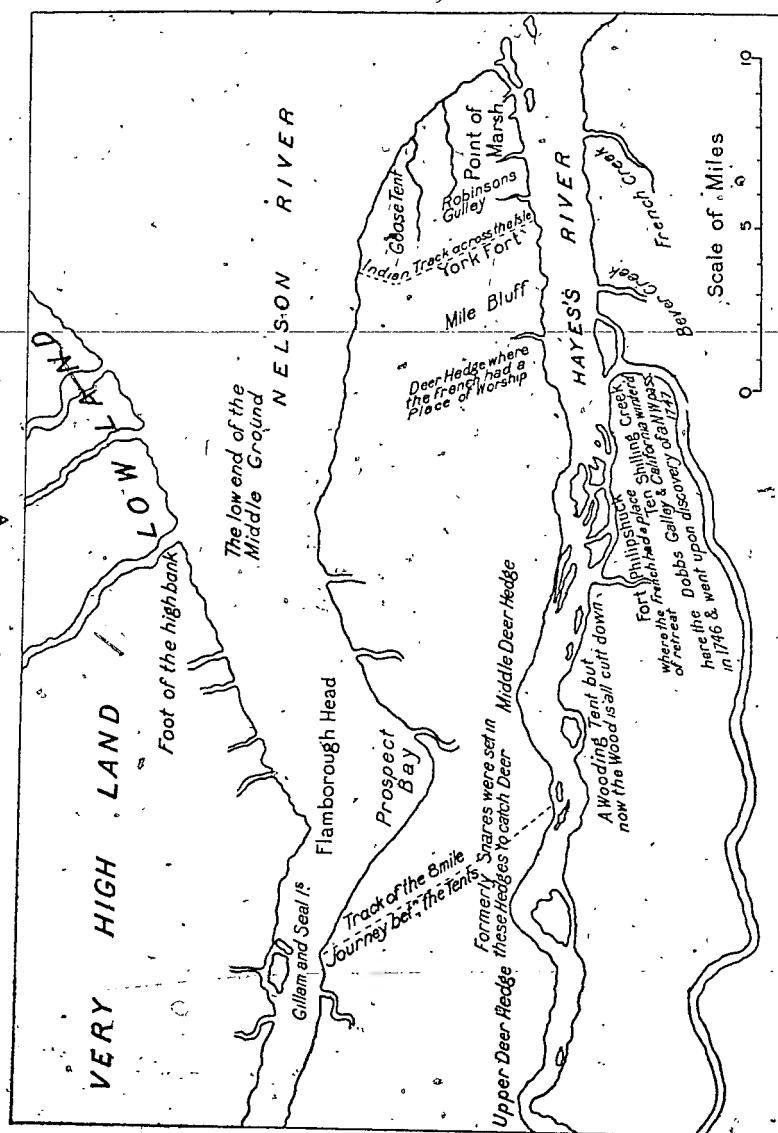 VERY HIGH LAND
LOW LAND
Foot of the high bank
The low end of the
Middle Ground
NELSON RIVER
Flamborough Head
Gillam and Seal Is
Prospect
Bay
Track of the 8 mile
Journey betn the Tents
Goose Tent
Point of
Marsh
Robinsons
Gulley
Indian Track across the Isle
York Fort
Mile Bluff
Deer Hedge where
the French had a
Place of Worship
HAYES'S RIVER
Upper Deer Hedge
Formerly Snares were set in
these Hedges to catch Deer
Middle Deer Hedge
A Wooding Tent but
now the Wood is all cutt down
Fort Philipshuck
where the French had a place
of retreat
Ten Shilling Creek
here the Dobbs Galley & California winterd
in 1746 & went upon discovery of a NW pass.
1747
Bever Creek
French Creek
Scale of Miles
0 5 10